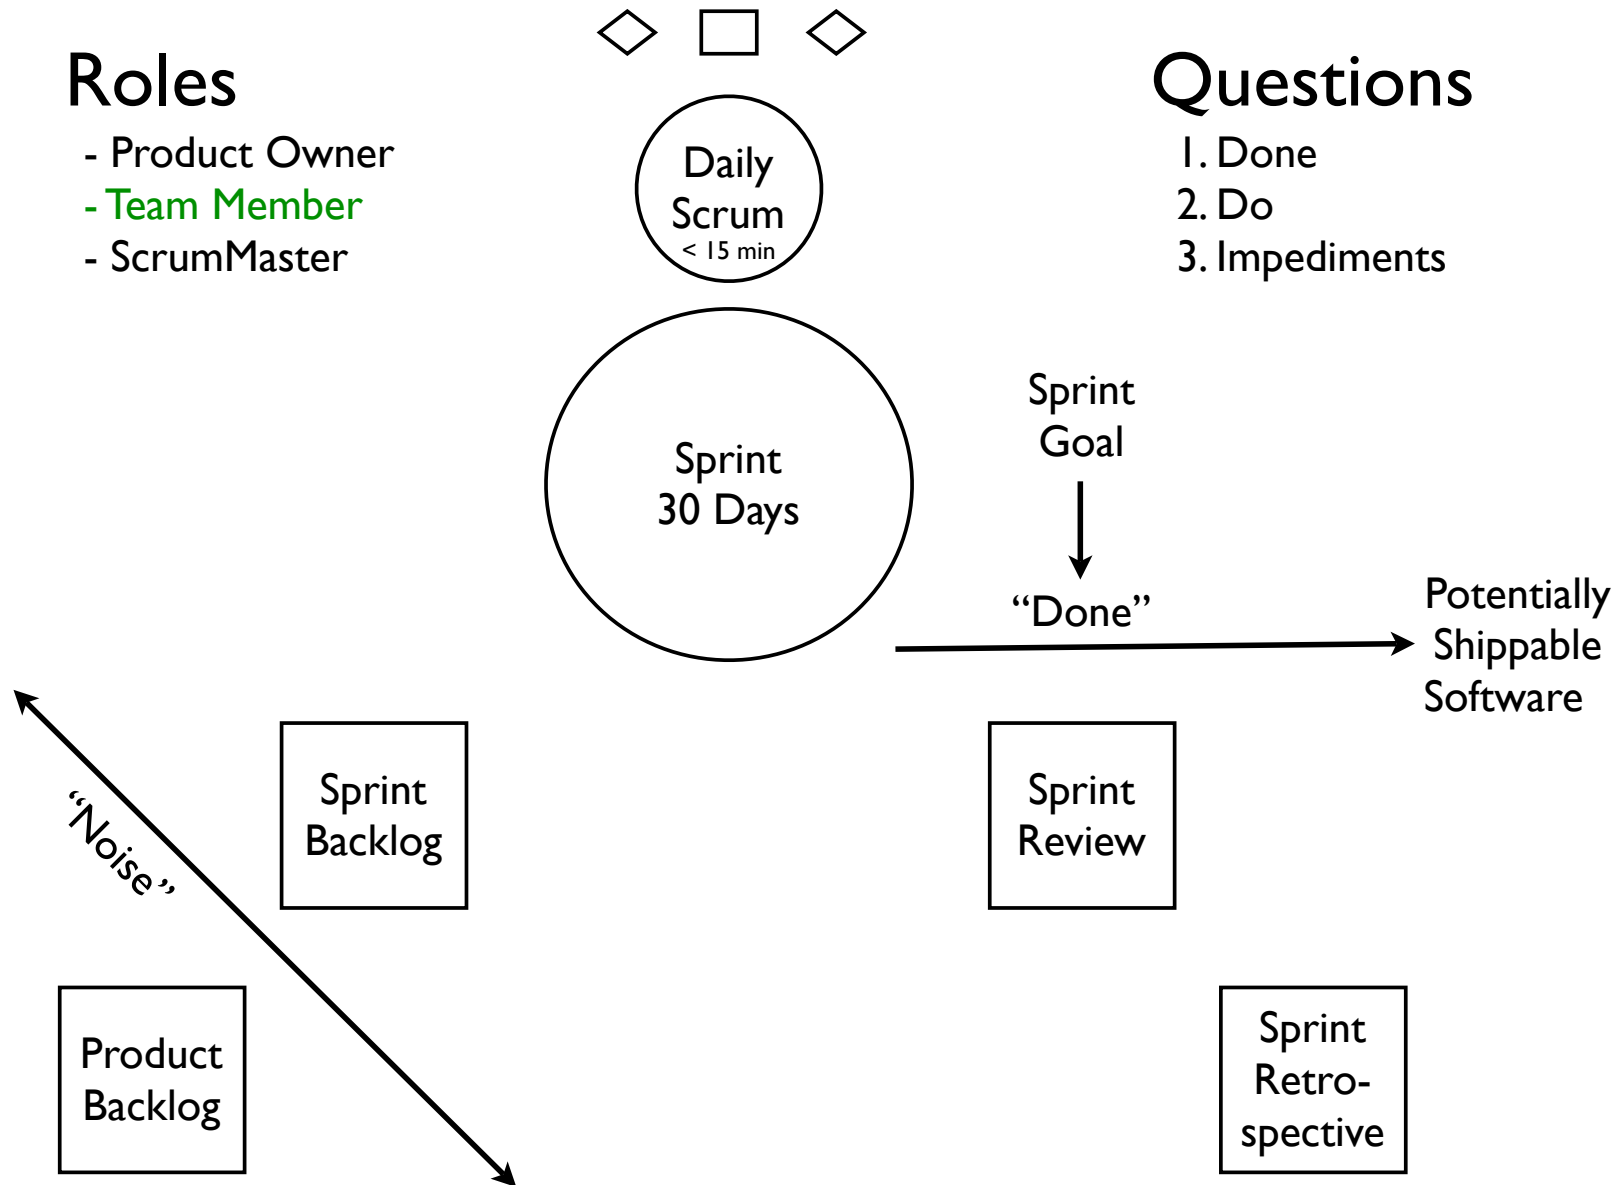 Roles
- Product Owner
- Team Member
- ScrumMaster
Daily
Scrum
< 15 min
Questions
1. Done
2. Do
3. Impediments
Sprint
30 Days
Sprint
Goal
“Done”
Potentially
Shippable
Software
“Noise”
Sprint
Backlog
Sprint
Review
Product
Backlog
Sprint
Retro-
spective